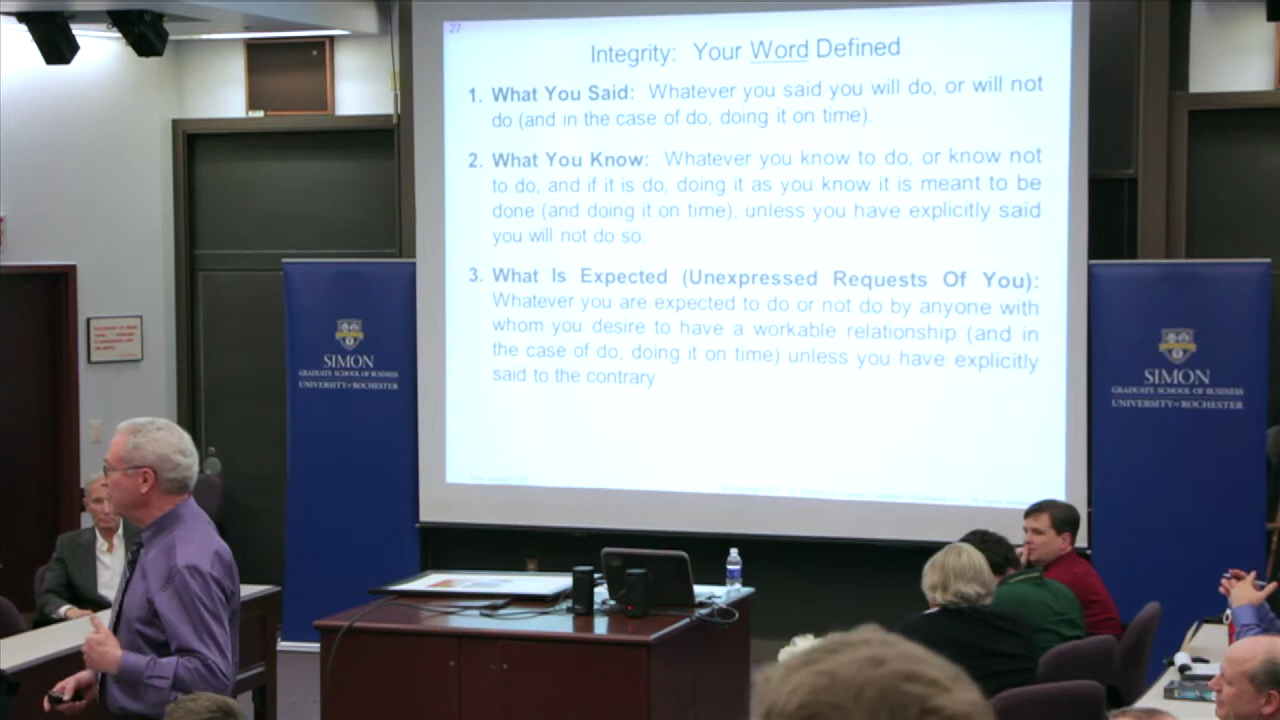 27
Integrity: Your Word Defined
1. What You Said: Whatever you said you will do, or will not
do (and in the case of do, doing it on time).
2. What You Know: Whatever you know to do, or know not
to do, and if it is do, doing it as you know it is meant to be
done (and doing it on time), unless you have explicitly said
you will not do so.
3. What Is Expected (Unexpressed Requests Of You):
Whatever you are expected to do or not do by anyone with
whom you desire to have a workable relationship (and in
the case of do, doing it on time) unless you have explicitly
said to the contrary.
SIMON
GRADUATE SCHOOL OF BUSINESS
UNIVERSITY of ROCHESTER
SIMON
GRADUATE SCHOOL OF BUSINESS
UNIVERSITY of ROCHESTER